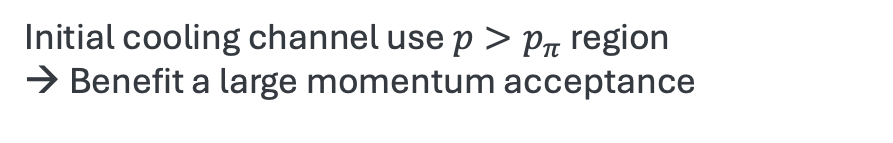 Initial cooling channel use p > pπ region
→ Benefit a large momentum acceptance